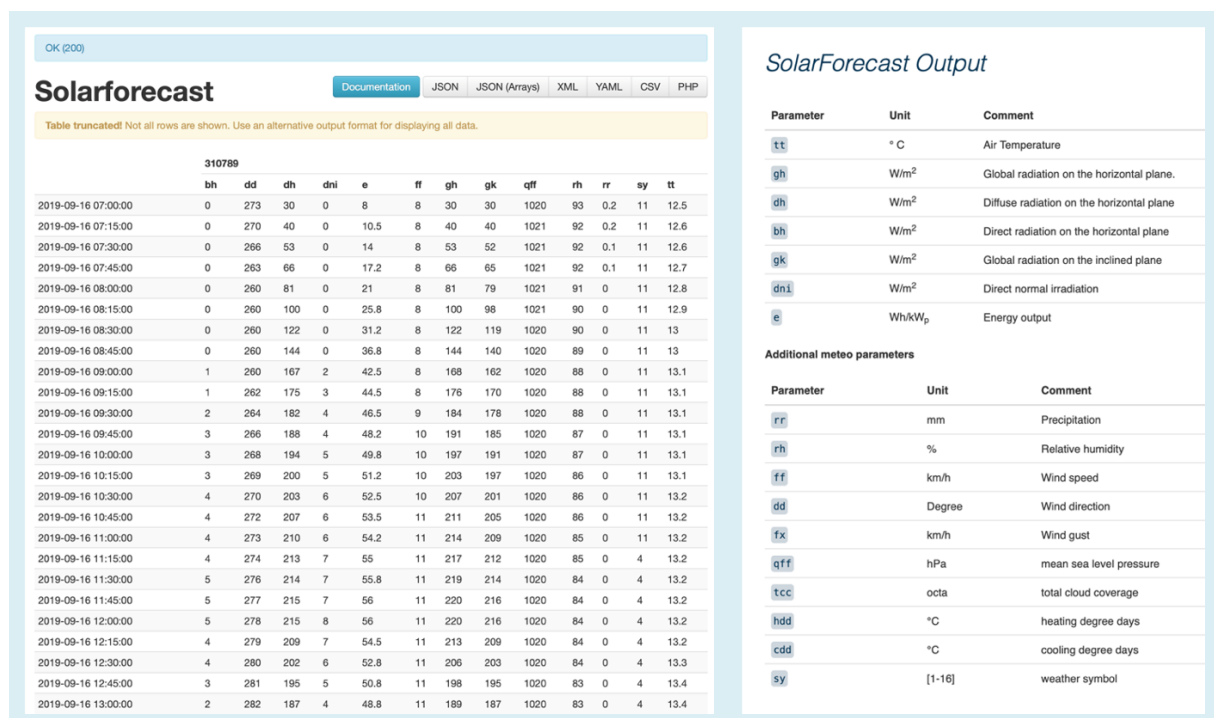 OK (200)
Solarforecast
Documentation JSON JSON (Arrays) XML YAML CSV PHP
Table truncated! Not all rows are shown. Use an alternative output format for displaying all data.
310789
bh dd dh dni e ff gh gk qff rh rr sy tt
2019-09-16 07:00:00 0 273 30 0 8 8 30 30 1020 93 0.2 11 12.5
2019-09-16 07:15:00 0 270 40 0 10.5 8 40 40 1021 92 0.2 11 12.6
2019-09-16 07:30:00 0 266 53 0 14 8 53 52 1021 92 0.1 11 12.6
2019-09-16 07:45:00 0 263 66 0 17.2 8 66 65 1021 92 0.1 11 12.7
2019-09-16 08:00:00 0 260 81 0 21 8 81 79 1021 91 0 11 12.8
2019-09-16 08:15:00 0 260 100 0 25.8 8 100 98 1021 90 0 11 12.9
2019-09-16 08:30:00 0 260 122 0 31.2 8 122 119 1020 90 0 11 13
2019-09-16 08:45:00 0 260 144 0 36.8 8 144 140 1020 89 0 11 13
2019-09-16 09:00:00 1 260 167 2 42.5 8 168 162 1020 88 0 11 13.1
2019-09-16 09:15:00 1 262 175 3 44.5 8 176 170 1020 88 0 11 13.1
2019-09-16 09:30:00 2 264 182 4 46.5 9 184 178 1020 88 0 11 13.1
2019-09-16 09:45:00 3 266 188 4 48.2 10 191 185 1020 87 0 11 13.1
2019-09-16 10:00:00 3 268 194 5 49.8 10 197 191 1020 87 0 11 13.1
2019-09-16 10:15:00 3 269 200 5 51.2 10 203 197 1020 86 0 11 13.1
2019-09-16 10:30:00 4 270 203 6 52.5 10 207 201 1020 86 0 11 13.2
2019-09-16 10:45:00 4 272 207 6 53.5 11 211 205 1020 86 0 11 13.2
2019-09-16 11:00:00 4 273 210 6 54.2 11 214 209 1020 85 0 11 13.2
2019-09-16 11:15:00 4 274 213 7 55 11 217 212 1020 85 0 4 13.2
2019-09-16 11:30:00 5 276 214 7 55.8 11 219 214 1020 84 0 4 13.2
2019-09-16 11:45:00 5 277 215 7 56 11 220 216 1020 84 0 4 13.2
2019-09-16 12:00:00 5 278 215 8 56 11 220 216 1020 84 0 4 13.2
2019-09-16 12:15:00 4 279 209 7 54.5 11 213 209 1020 84 0 4 13.2
2019-09-16 12:30:00 4 280 202 6 52.8 11 206 203 1020 84 0 4 13.3
2019-09-16 12:45:00 3 281 195 5 50.8 11 198 195 1020 83 0 4 13.4
2019-09-16 13:00:00 2 282 187 4 48.8 11 189 187 1020 83 0 4 13.4
SolarForecast Output
Parameter Unit Comment
tt ° C Air Temperature
gh W/m² Global radiation on the horizontal plane.
dh W/m² Diffuse radiation on the horizontal plane
bh W/m² Direct radiation on the horizontal plane
gk W/m² Global radiation on the inclined plane
dni W/m² Direct normal irradiation
e Wh/kWp Energy output
Additional meteo parameters
Parameter Unit Comment
rr mm Precipitation
rh % Relative humidity
ff km/h Wind speed
dd Degree Wind direction
fx km/h Wind gust
qff hPa mean sea level pressure
tcc octa total cloud coverage
hdd °C heating degree days
cdd °C cooling degree days
sy [1-16] weather symbol